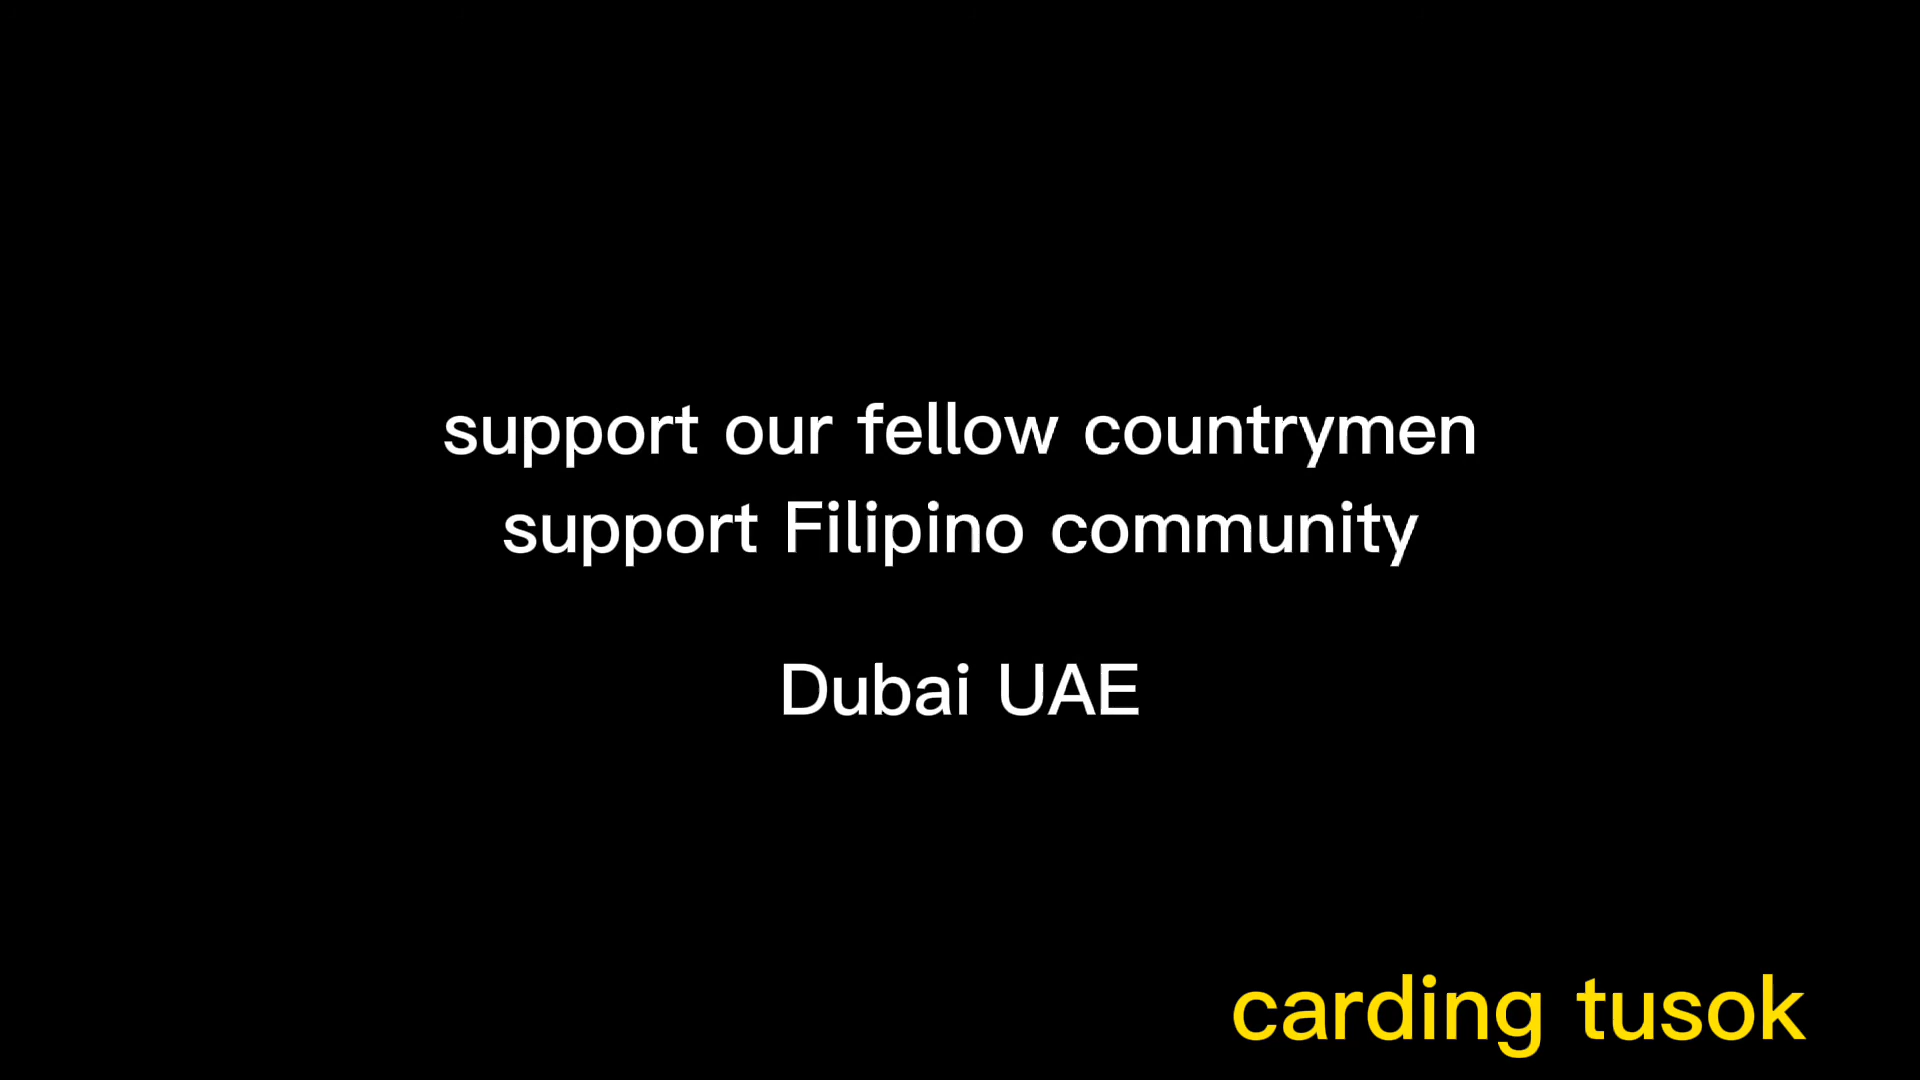 support our fellow countrymen
support Filipino community
Dubai UAE
carding tusok